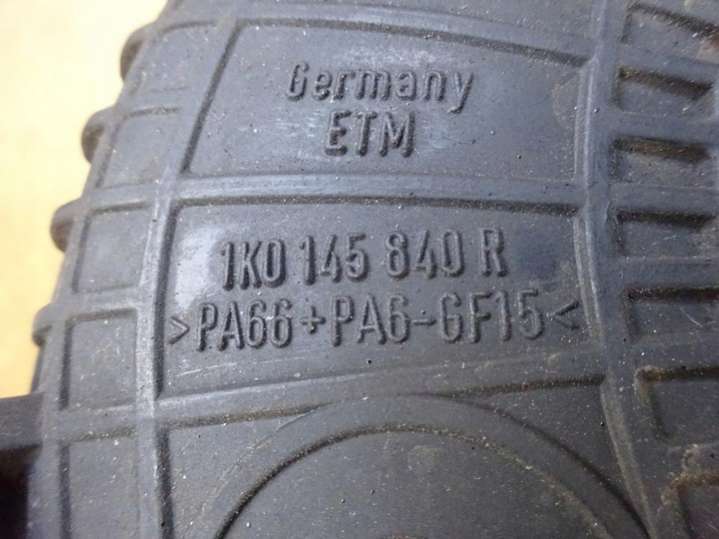 Germany
ETM
1K0 145 840 R
>PA66+PA6-GF15<